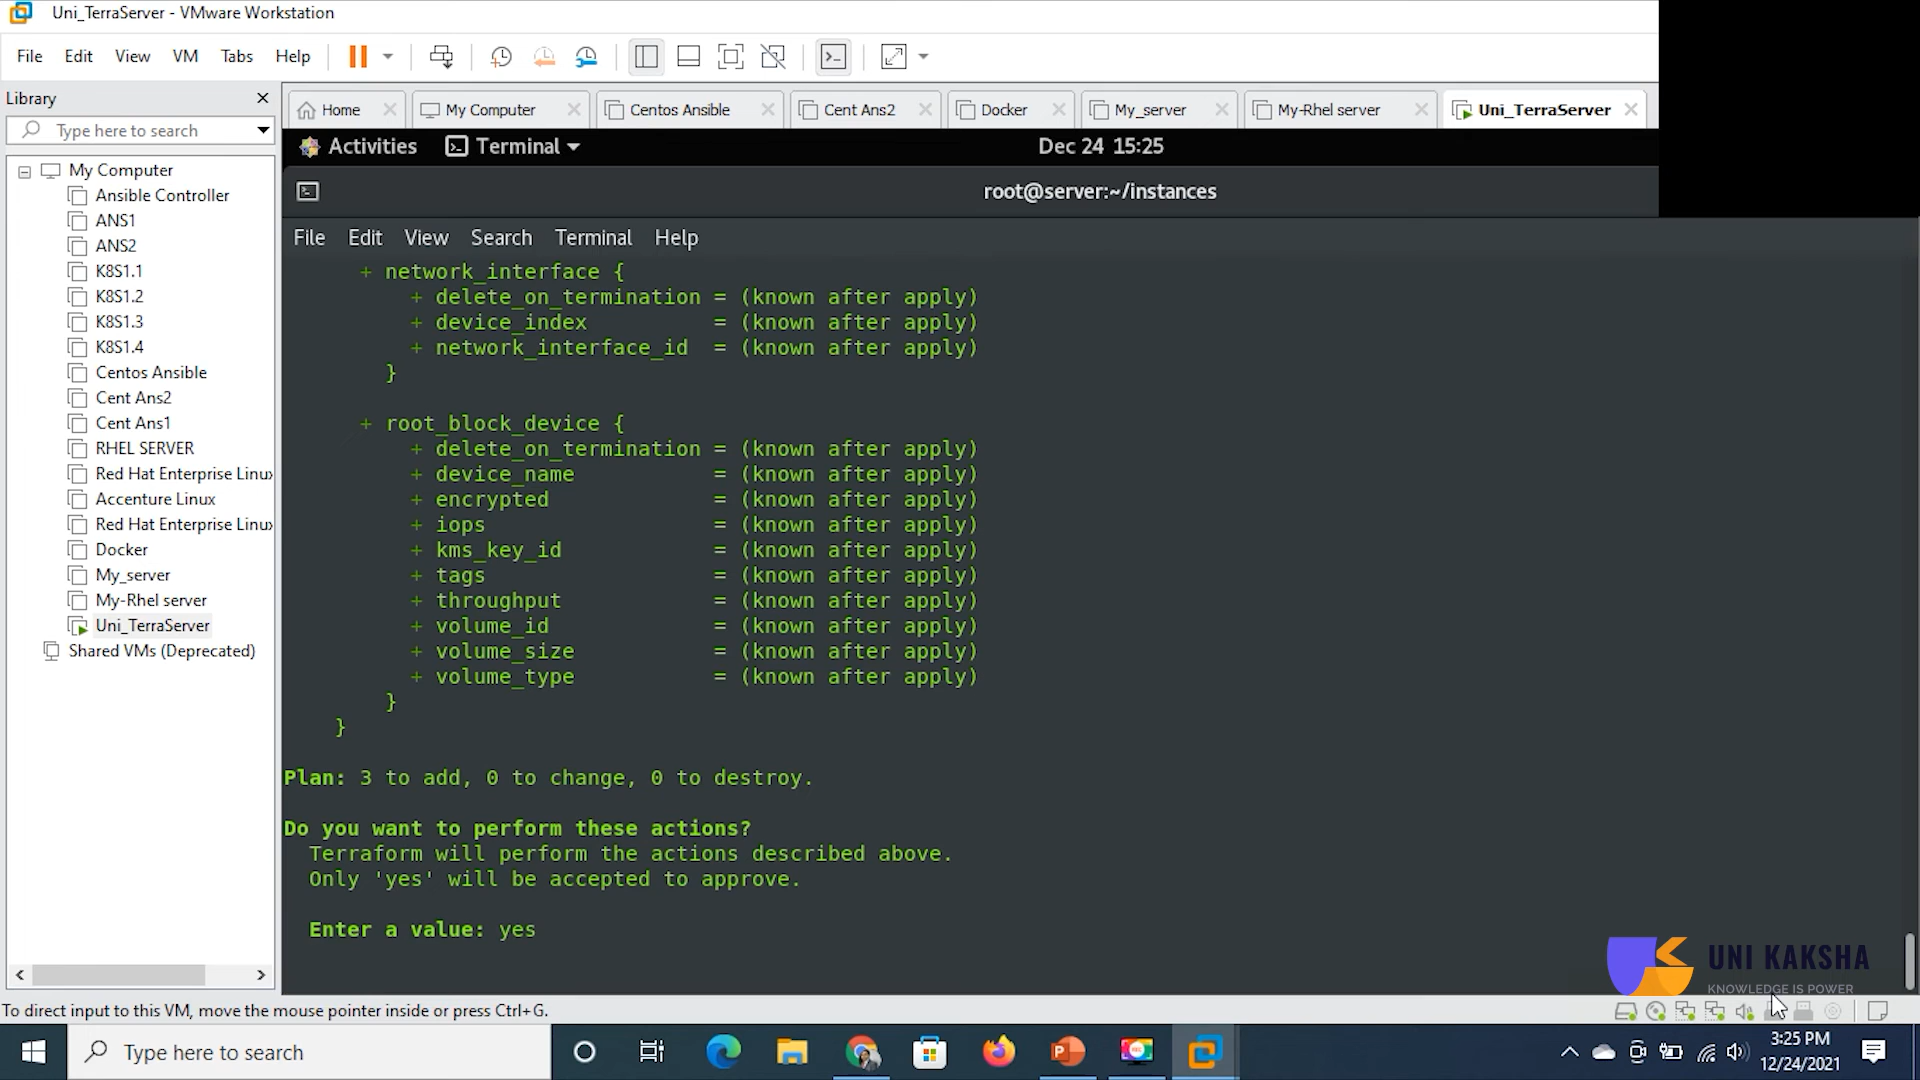 Uni_TerraServer - VMware Workstation
File Edit View VM Tabs Help
Library
Type here to search
Home My Computer Centos Ansible Cent Ans2 Docker My_server My-Rhel server Uni_TerraServer
Activities Terminal Dec 24 15:25
root@server:~/instances
File Edit View Search Terminal Help
My Computer
Ansible Controller
ANS1
ANS2
K8S1.1
K8S1.2
K8S1.3
K8S1.4
Centos Ansible
Cent Ans2
Cent Ans1
RHEL SERVER
Red Hat Enterprise Linux
Accenture Linux
Red Hat Enterprise Linux
Docker
My_server
My-Rhel server
Uni_TerraServer
Shared VMs (Deprecated)
+ network_interface {
+ delete_on_termination = (known after apply)
+ device_index = (known after apply)
+ network_interface_id = (known after apply)
}
+ root_block_device {
+ delete_on_termination = (known after apply)
+ device_name = (known after apply)
+ encrypted = (known after apply)
+ iops = (known after apply)
+ kms_key_id = (known after apply)
+ tags = (known after apply)
+ throughput = (known after apply)
+ volume_id = (known after apply)
+ volume_size = (known after apply)
+ volume_type = (known after apply)
}
}
Plan: 3 to add, 0 to change, 0 to destroy.
Do you want to perform these actions?
Terraform will perform the actions described above.
Only 'yes' will be accepted to approve.
Enter a value: yes
UNI KAKSHA
KNOWLEDGE IS POWER
To direct input to this VM, move the mouse pointer inside or press Ctrl+G.
Type here to search
3:25 PM
12/24/2021